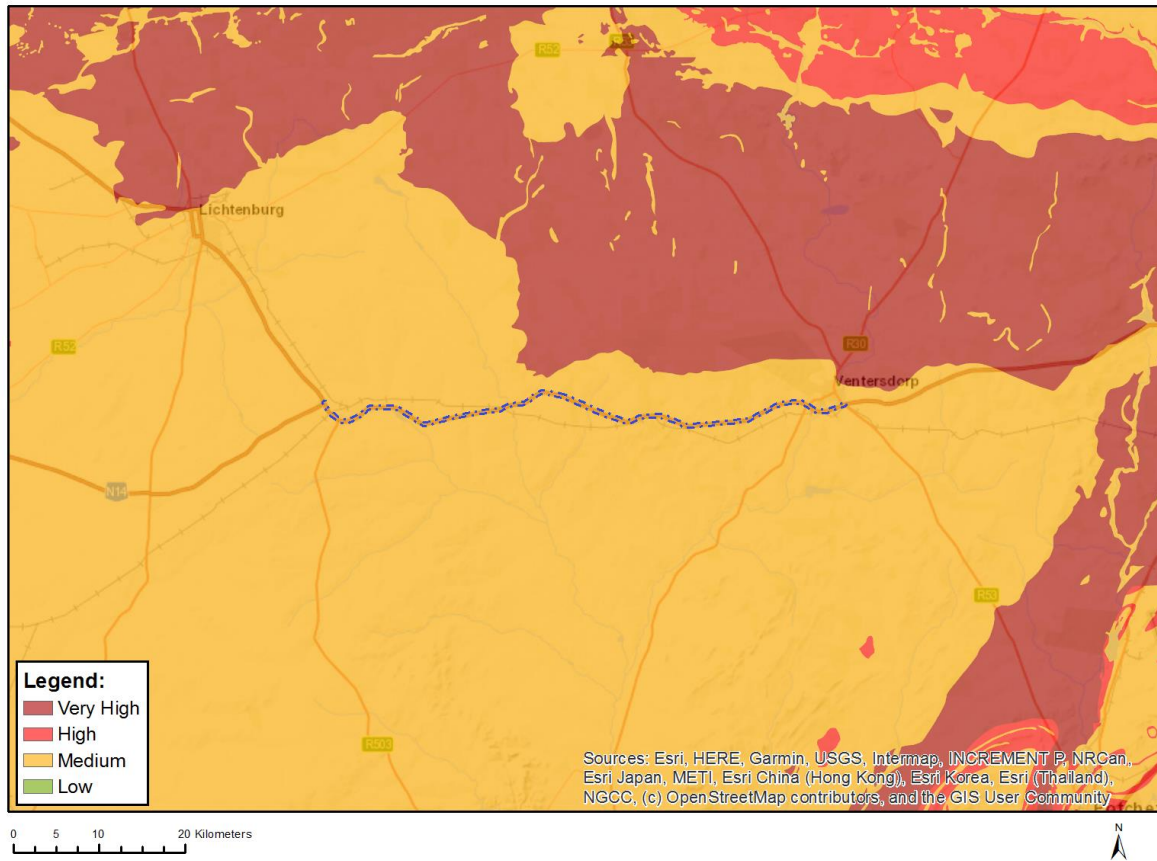 R52
Lichtenburg
R52
R30
Ventersdorp
N14
R53
R503
Legend:
Very High
High
Medium
Low
Sources: Esri, HERE, Garmin, USGS, Intermap, INCREMENT P, NRCan,
Esri Japan, METI, Esri China (Hong Kong), Esri Korea, Esri (Thailand),
NGCC, (c) OpenStreetMap contributors, and the GIS User Community
0 5 10 20 Kilometers
N